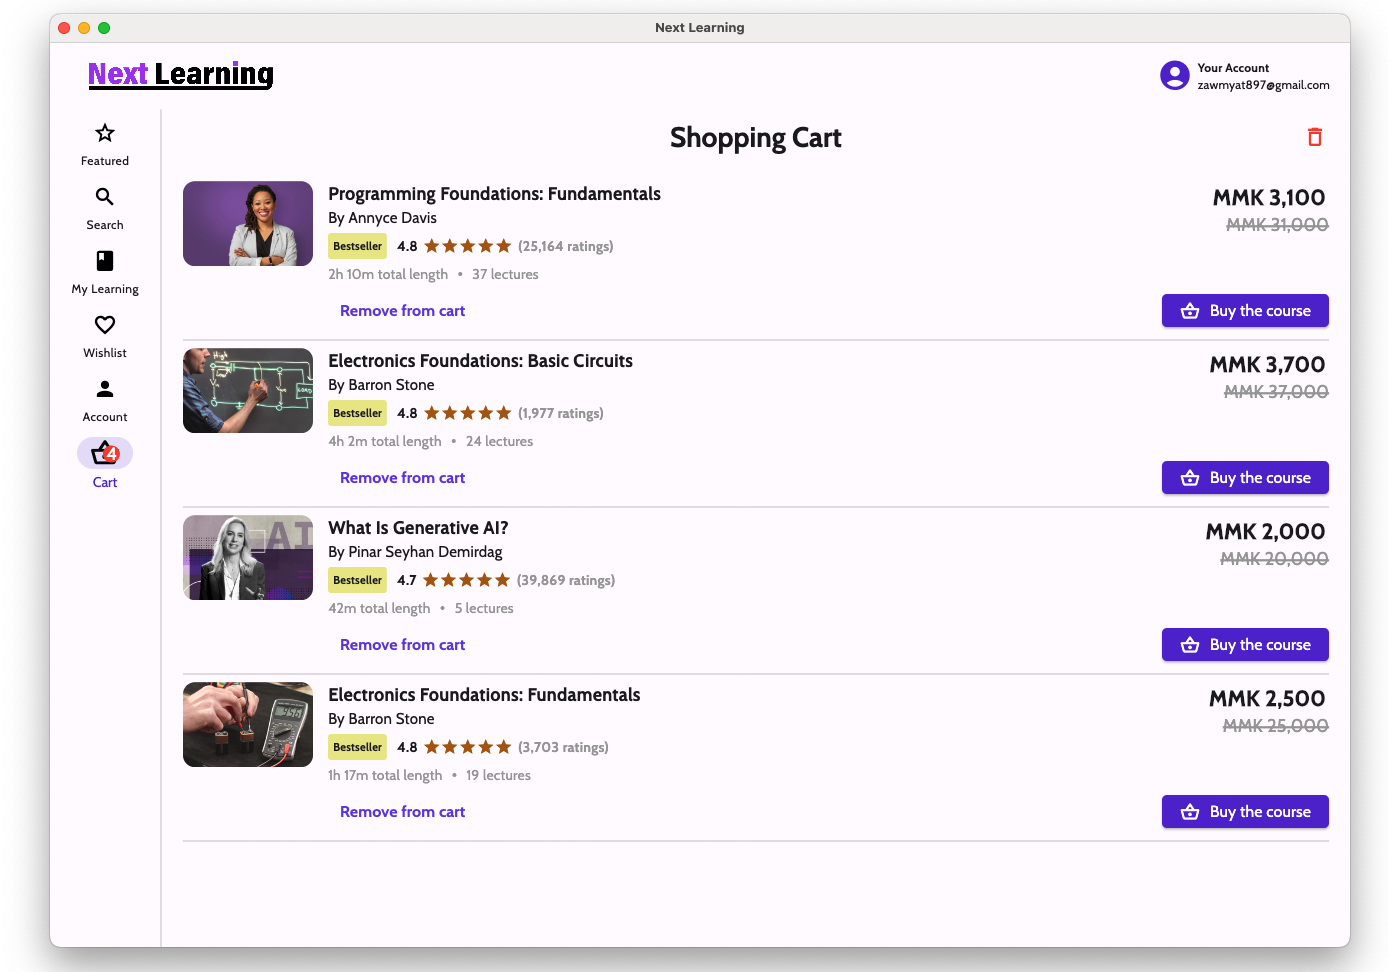 Next Learning
Next Learning
Your Account
zawmyat897@gmail.com
Featured
Search
My Learning
Wishlist
Account
4
Cart
Shopping Cart
Programming Foundations: Fundamentals
By Annyce Davis
Bestseller 4.8 (25,164 ratings)
2h 10m total length • 37 lectures
Remove from cart
MMK 3,100
MMK 31,000
Buy the course
Electronics Foundations: Basic Circuits
By Barron Stone
Bestseller 4.8 (1,977 ratings)
4h 2m total length • 24 lectures
Remove from cart
MMK 3,700
MMK 37,000
Buy the course
AI
What Is Generative AI?
By Pinar Seyhan Demirdag
Bestseller 4.7 (39,869 ratings)
42m total length • 5 lectures
Remove from cart
MMK 2,000
MMK 20,000
Buy the course
Electronics Foundations: Fundamentals
By Barron Stone
Bestseller 4.8 (3,703 ratings)
1h 17m total length • 19 lectures
Remove from cart
MMK 2,500
MMK 25,000
Buy the course